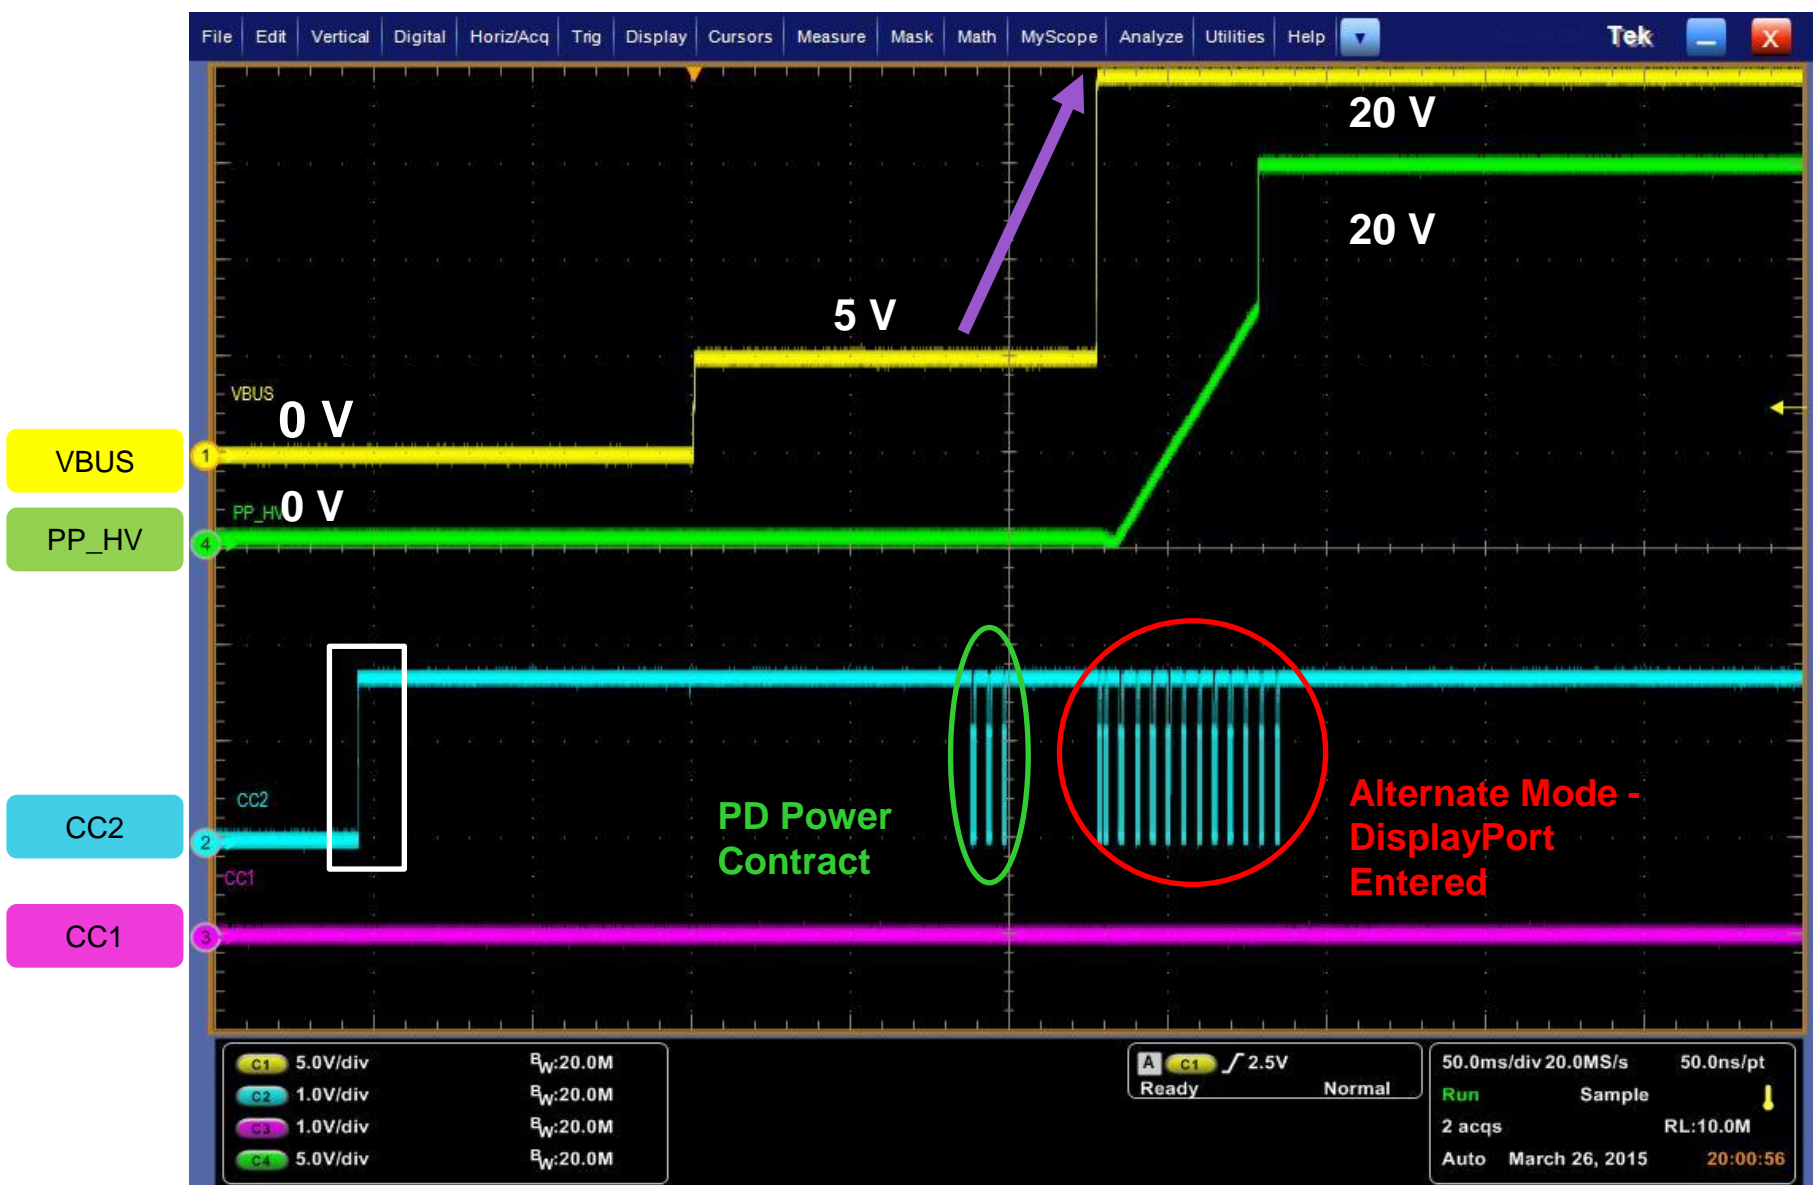 File Edit Vertical Digital Horiz/Acq Trig Display Cursors Measure Mask Math MyScope Analyze Utilities Help Tek X
20 V
20 V
5 V
VBUS
0 V
VBUS
1
PP_HV
0 V
PP_HV
4
CC2
CC2
2
PD Power
Contract
Alternate Mode -
DisplayPort
Entered
CC1
CC1
3
C1 5.0V/div BW:20.0M
C2 1.0V/div BW:20.0M
C3 1.0V/div BW:20.0M
C4 5.0V/div BW:20.0M
A C1 2.5V
Ready Normal
50.0ms/div 20.0MS/s 50.0ns/pt
Run Sample
2 acqs RL:10.0M
Auto March 26, 2015 20:00:56